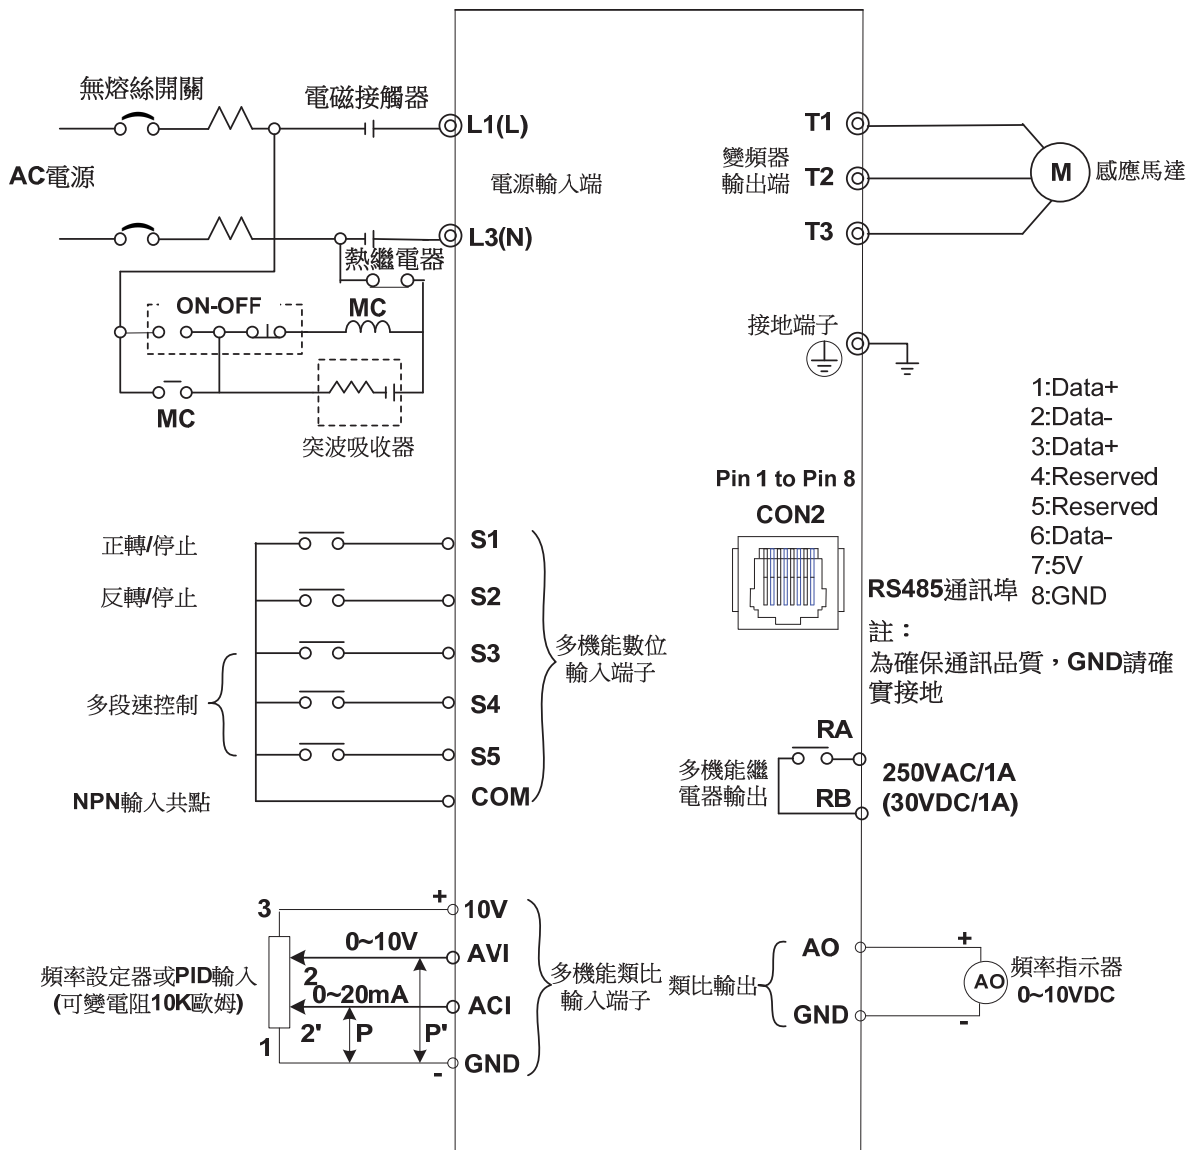 無熔絲開關
電磁接觸器
L1(L)
AC電源
電源輸入端
L3(N)
熱繼電器
ON-OFF
MC
MC
突波吸收器
T1
變頻器
輸出端
T2
M
感應馬達
T3
接地端子
1:Data+
2:Data-
3:Data+
4:Reserved
5:Reserved
6:Data-
7:5V
8:GND
Pin 1 to Pin 8
CON2
RS485通訊埠
註：
為確保通訊品質，GND請確
實接地
正轉/停止
S1
反轉/停止
S2
S3
多段速控制
S4
S5
NPN輸入共點
COM
多機能數位
輸入端子
RA
多機能繼
電器輸出
RB
250VAC/1A
(30VDC/1A)
3
+
10V
0~10V
AVI
2
頻率設定器或PID輸入
(可變電阻10K歐姆)
0~20mA
ACI
2'
P
P'
1
-
GND
多機能類比
輸入端子
類比輸出
AO
+
AO
頻率指示器
0~10VDC
GND
-